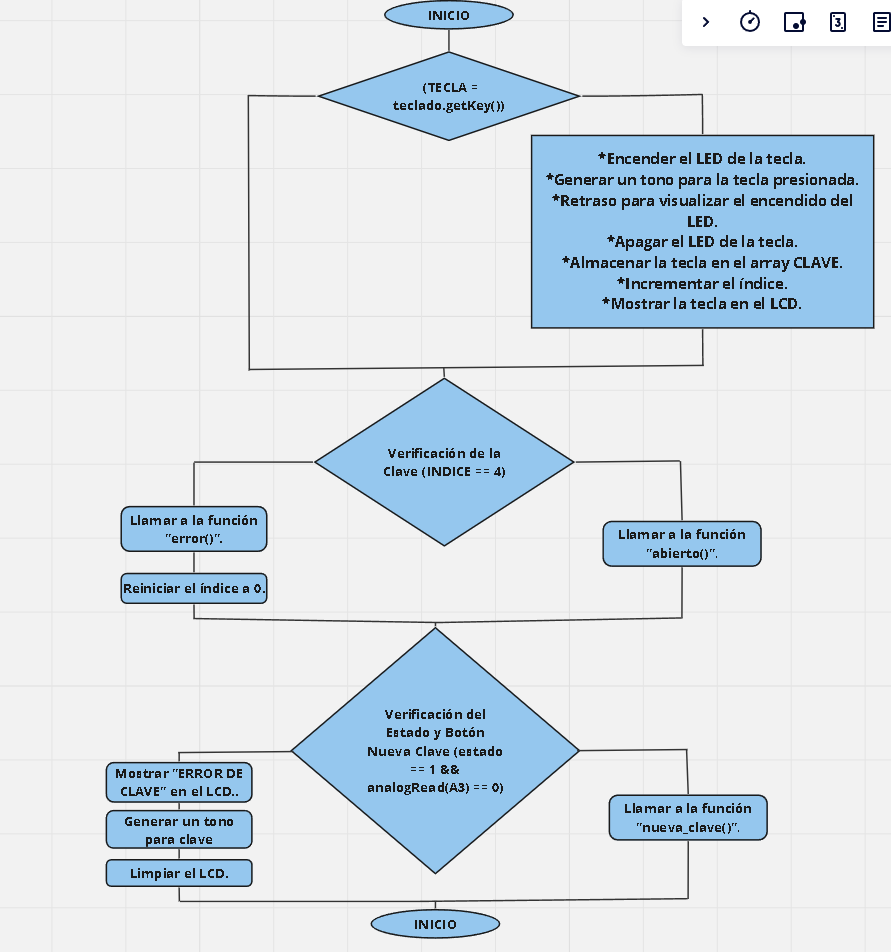 INICIO
(TECLA =
teclado.getKey())
*Encender el LED de la tecla.
*Generar un tono para la tecla presionada.
*Retraso para visualizar el encendido del
LED.
*Apagar el LED de la tecla.
*Almacenar la tecla en el array CLAVE.
*Incrementar el índice.
*Mostrar la tecla en el LCD.
Verificación de la
Clave (INDICE == 4)
Llamar a la función
"error()".
Reiniciar el índice a 0.
Llamar a la función
"abierto()".
Verificación del
Estado y Botón
Nueva Clave (estado
== 1 &&
analogRead(A3) == 0)
Mostrar "ERROR DE
CLAVE" en el LCD..
Generar un tono
para clave
Limpiar el LCD.
Llamar a la función
"nueva_clave()".
INICIO